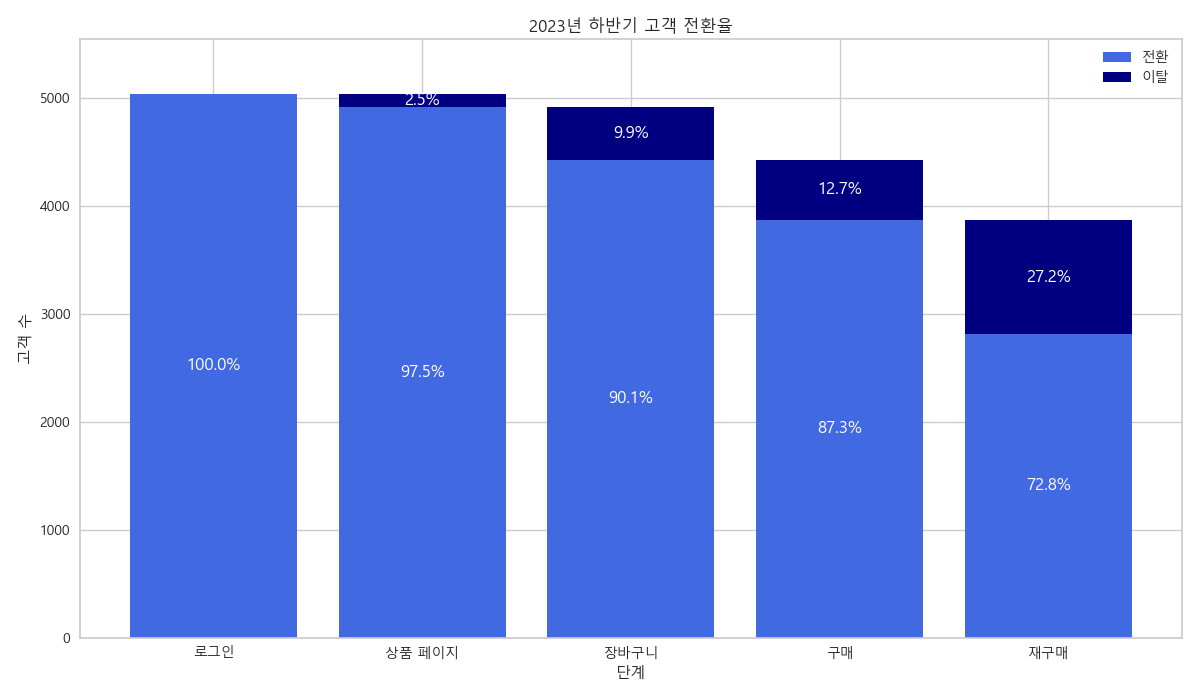 2023년 하반기 고객 전환율
전환
이탈
고객 수
5000
4000
3000
2000
1000
0
100.0%
2.5%
97.5%
9.9%
90.1%
12.7%
87.3%
27.2%
72.8%
로그인
상품 페이지
장바구니
구매
재구매
단계